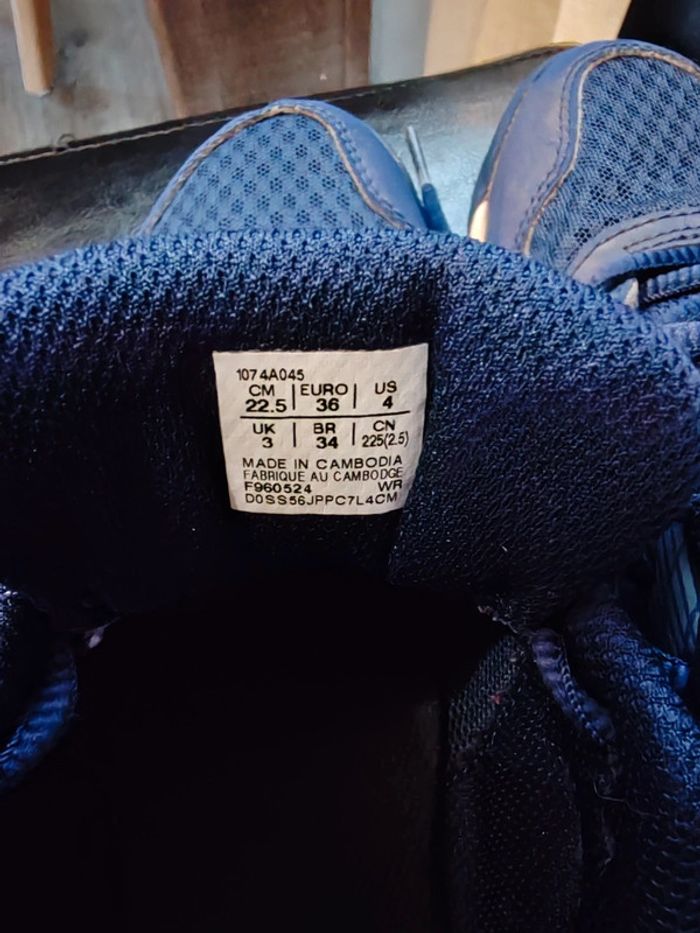 1074A045
CM | EURO | US
22.5 | 36 | 4
UK | BR | CN
3 | 34 | 225(2.5)
MADE IN CAMBODIA
FABRIQUE AU CAMBODGE
F960524 WR
D0SS56JPPC7L4CM